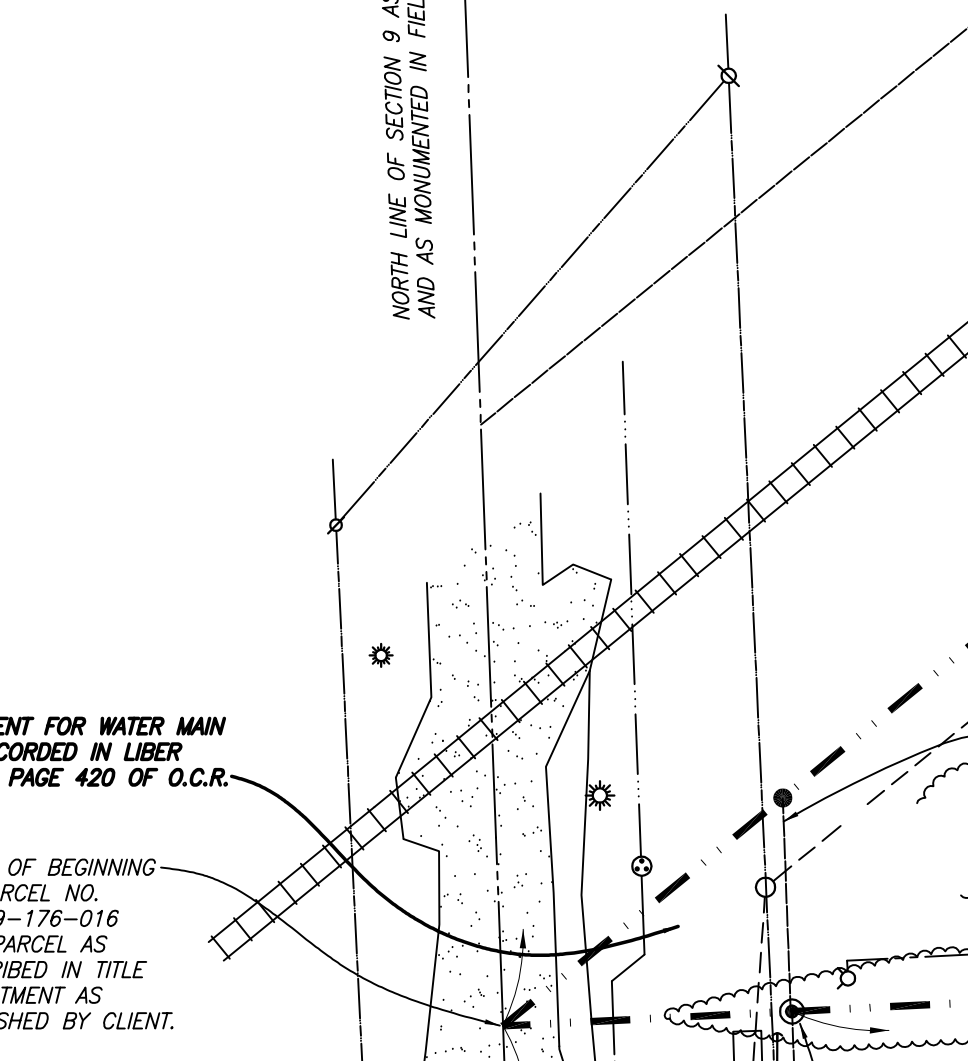 NORTH LINE OF SECTION 9 AS
AND AS MONUMENTED IN FIEL
ENT FOR WATER MAIN
CORDED IN LIBER
PAGE 420 OF O.C.R.
OF BEGINNING
RCEL NO.
9-176-016
PARCEL AS
RIBED IN TITLE
TMENT AS
SHED BY CLIENT.